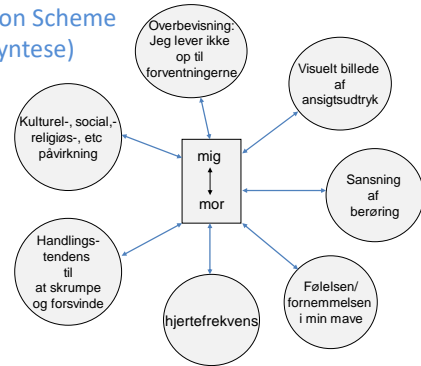 on Scheme
yntese)
Overbevisning:
Jeg lever ikke
op til
forventningerne
Visuelt billede
af
ansigtsudtryk
Kulturel-, social,-
religiøs-, etc
påvirkning
mig
mor
Sansning
af
berøring
Handlings-
tendens
til
at skrumpe
og forsvinde
hjertefrekvens
Følelsen/
fornemmelsen
i min mave